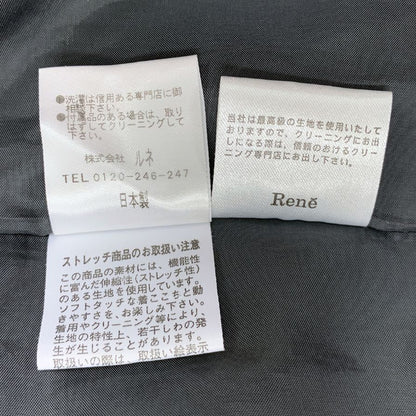 ●洗濯は信用ある専門店に御
相談下さい。
●付属品のある場合は、取り
はずしてクリーニングして
下さい。
株式会社 ルネ
TEL 0120-246-247
日本製
当社は最高級の生地を使用いたして
おりますので、クリーニングにお出
しになる際は、信頼のおけるクリー
ニング専門店にお出し下さい。
René
ストレッチ商品のお取扱い注意
この商品の素材には、機能性
に富んだ伸縮性(ストレッチ性)
のある生地を使用しています。
ソフトタッチな着ごこちと動
きやすさを、お楽しみ下さい。
着用やクリーニング等により、
生地の特性上、若干しわの発
生が生じることがあります。
取扱いの際は、取扱い絵表示